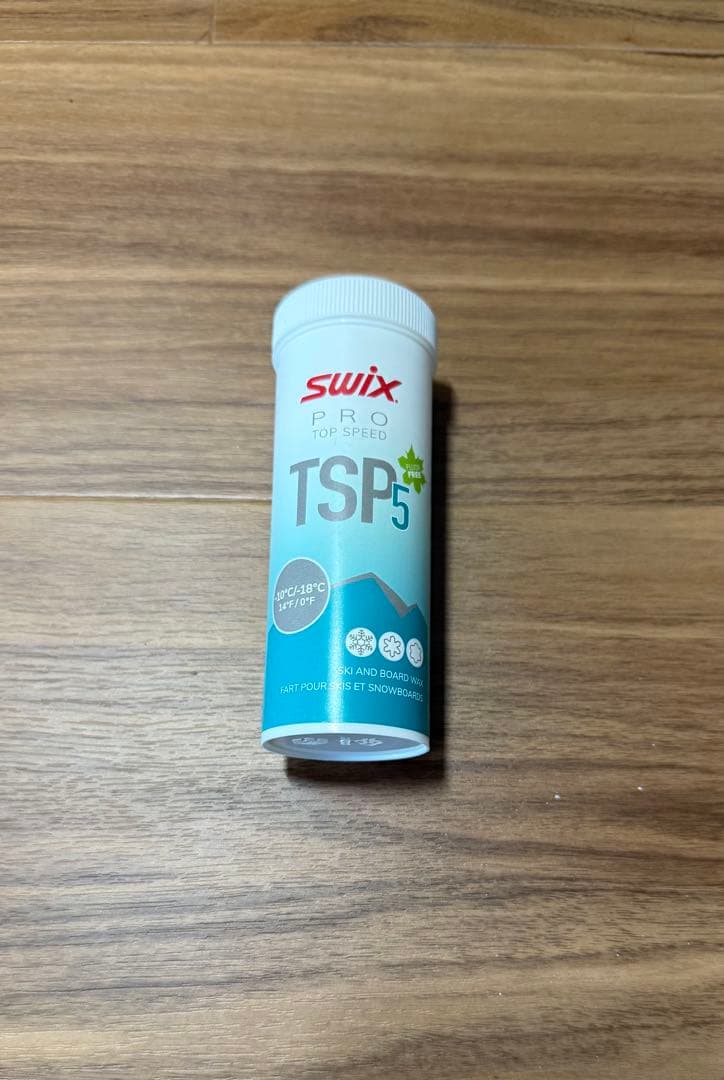 SWIX
PRO
TOP SPEED
TSP5
FLUOR
FREE
-10°C/-18°C
14°F / 0°F
SKI AND BOARD WAX
FART POUR SKIS ET SNOWBOARDS